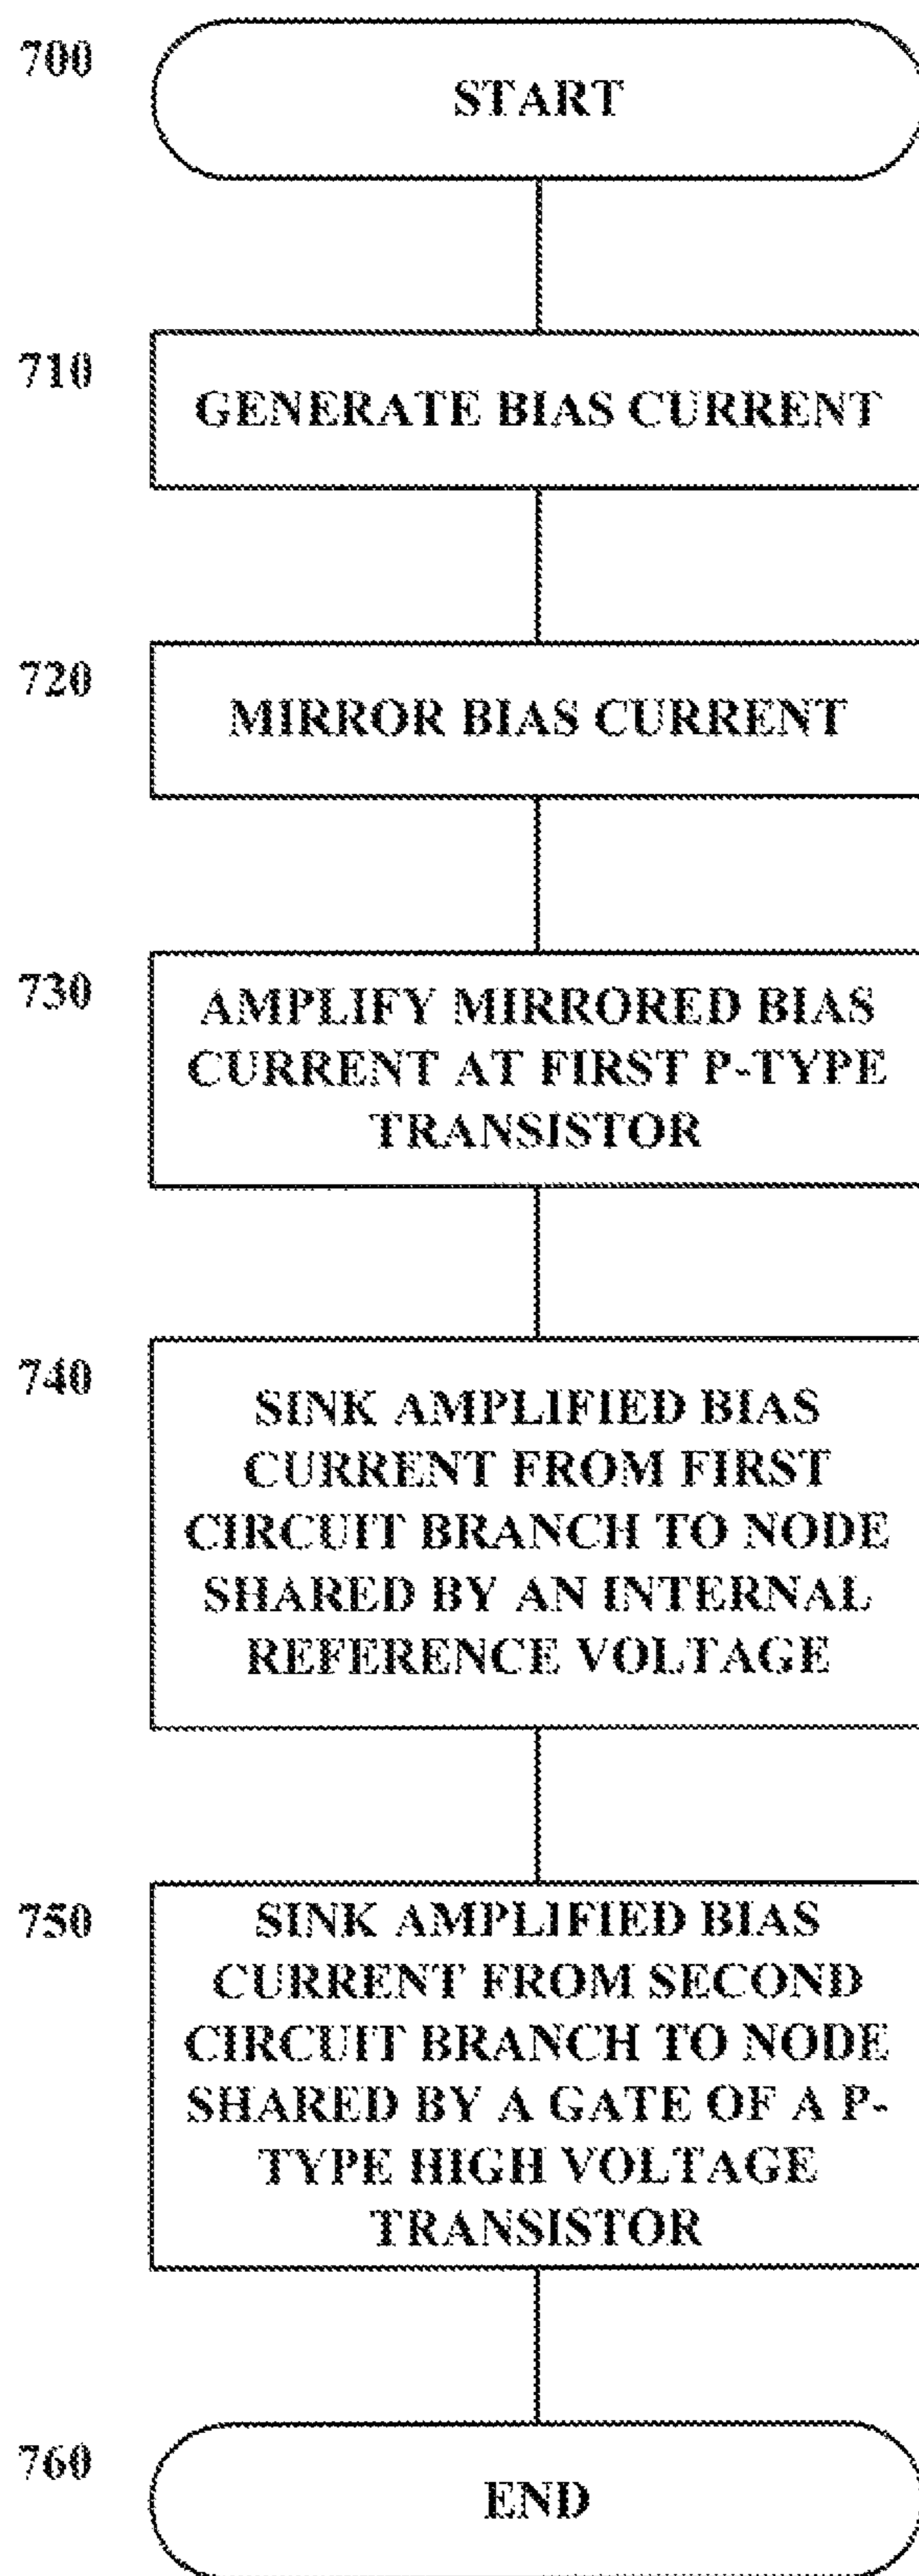 700
START
710
GENERATE BIAS CURRENT
720
MIRROR BIAS CURRENT
730
AMPLIFY MIRRORED BIAS
CURRENT AT FIRST P-TYPE
TRANSISTOR
740
SINK AMPLIFIED BIAS
CURRENT FROM FIRST
CIRCUIT BRANCH TO NODE
SHARED BY AN INTERNAL
REFERENCE VOLTAGE
750
SINK AMPLIFIED BIAS
CURRENT FROM SECOND
CIRCUIT BRANCH TO NODE
SHARED BY A GATE OF A P-
TYPE HIGH VOLTAGE
TRANSISTOR
760
END